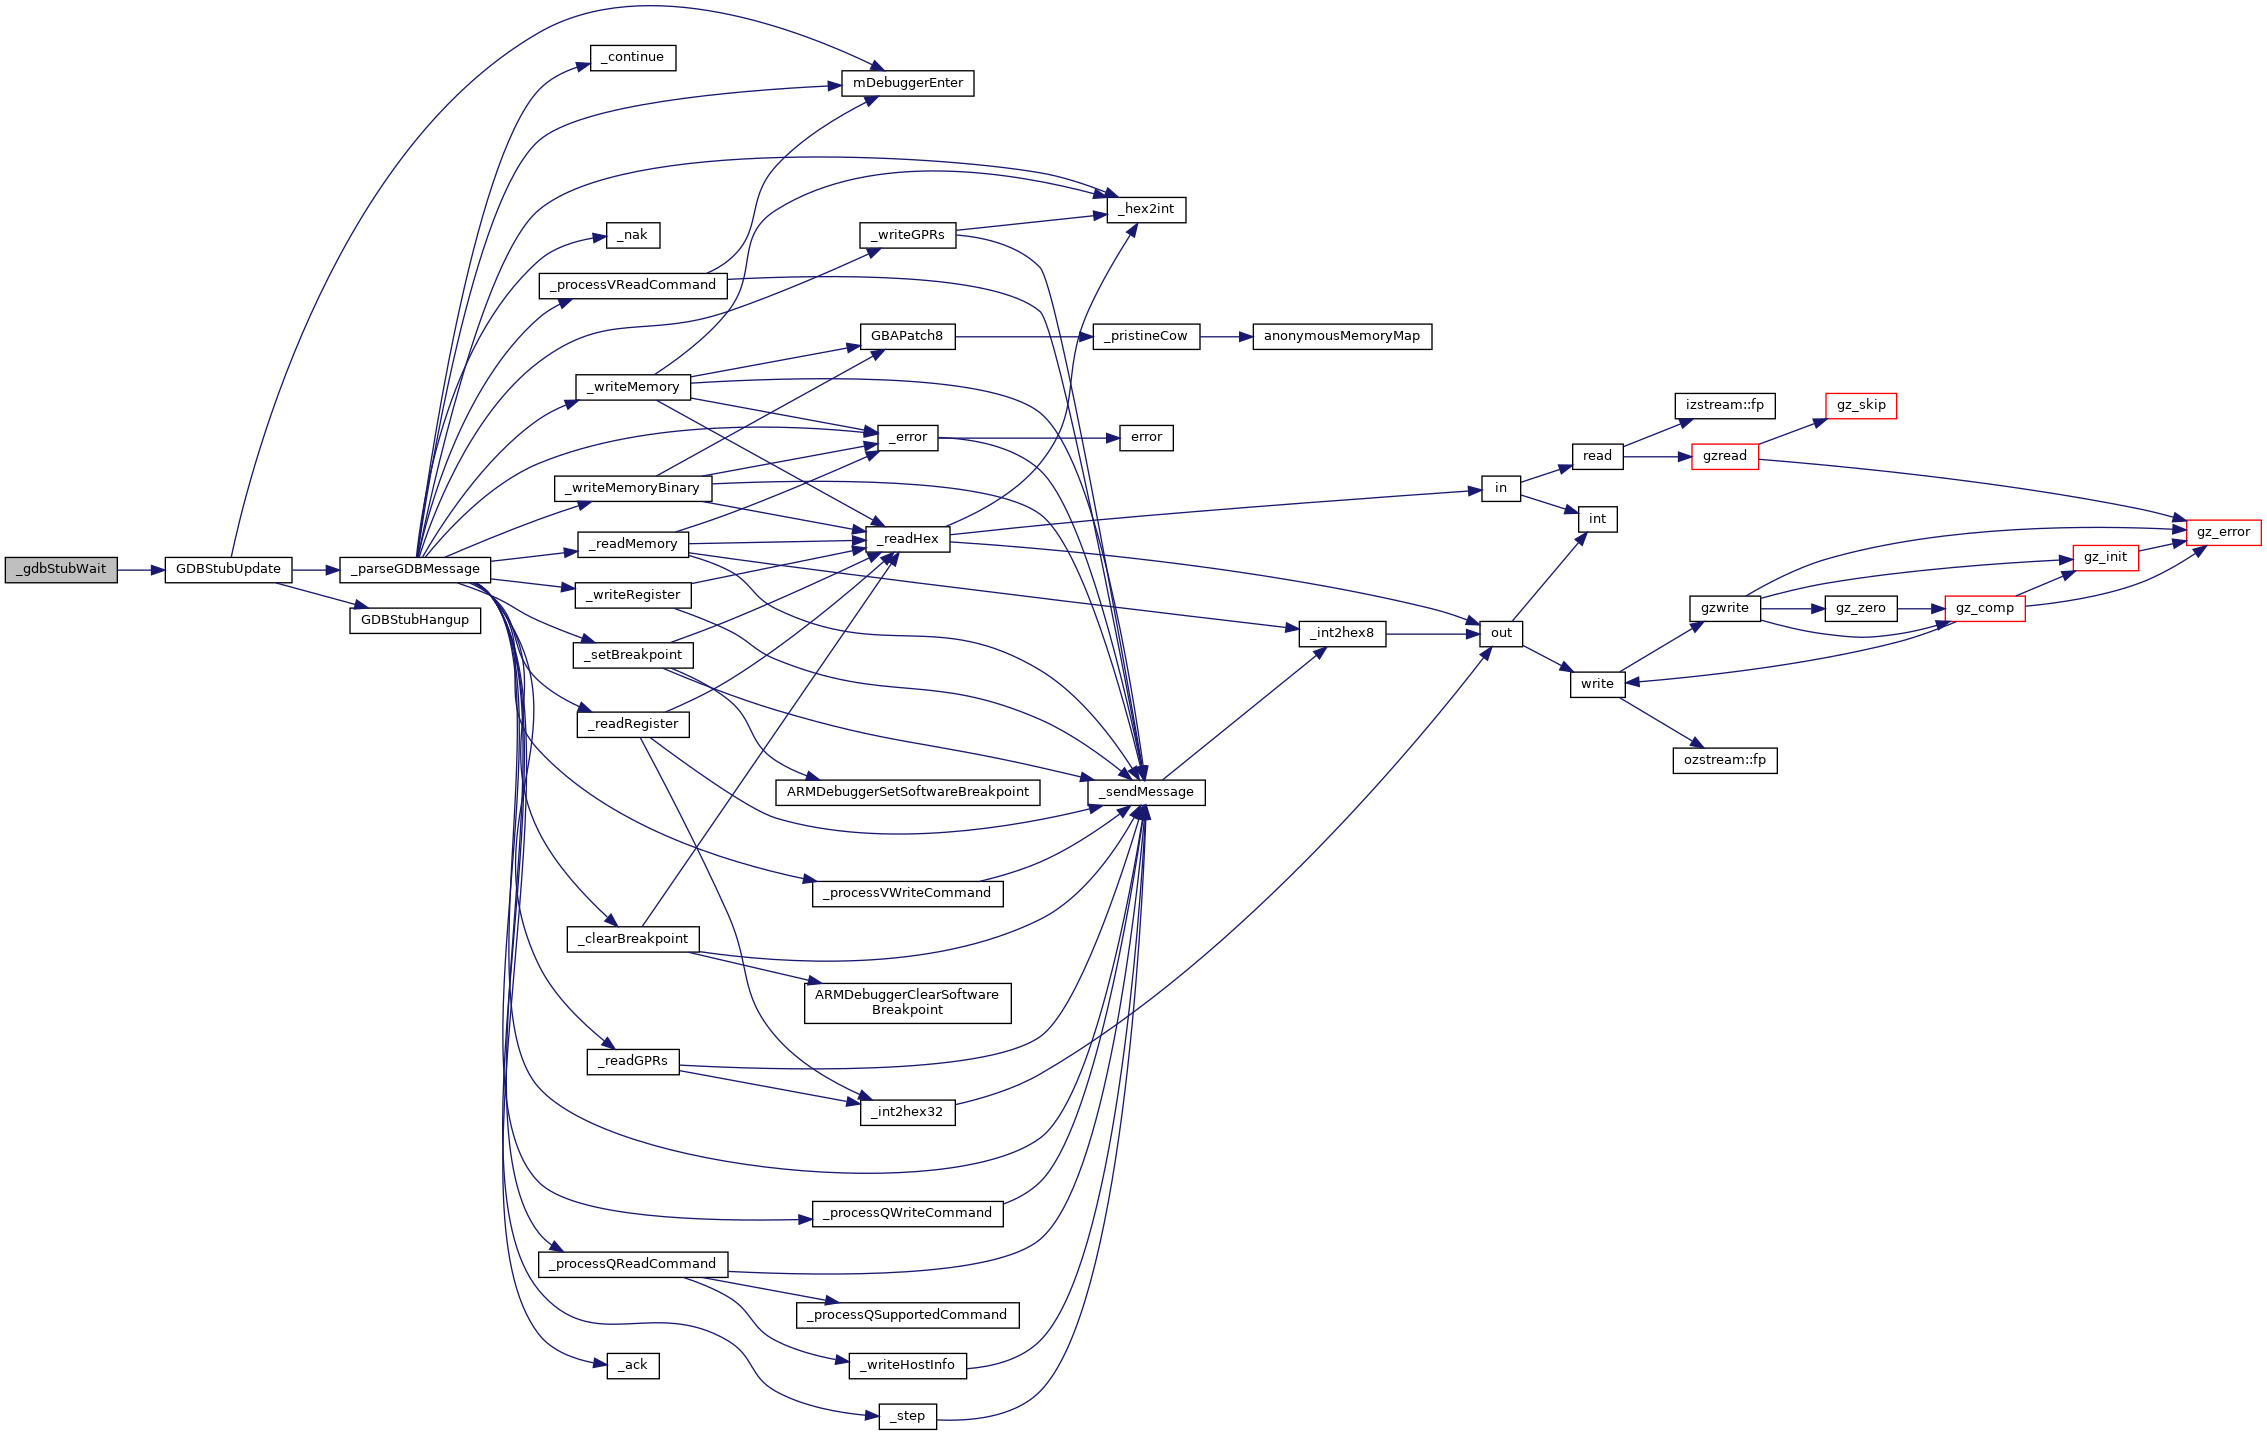 _gdbStubWait
GDBStubUpdate
_parseGDBMessage
GDBStubHangup
_continue
_nak
_processVReadCommand
_writeMemory
_writeMemoryBinary
_readMemory
_writeRegister
_setBreakpoint
_readRegister
_clearBreakpoint
_readGPRs
_processQReadCommand
_ack
mDebuggerEnter
_writeGPRs
GBAPatch8
_error
_readHex
ARMDebuggerSetSoftwareBreakpoint
_processVWriteCommand
ARMDebuggerClearSoftware
Breakpoint
_int2hex32
_processQWriteCommand
_processQSupportedCommand
_writeHostInfo
_step
_hex2int
_pristineCow
error
_sendMessage
anonymousMemoryMap
_int2hex8
in
out
read
int
write
izstream::fp
gzread
gzwrite
ozstream::fp
gz_skip
gz_zero
gz_comp
gz_init
gz_error